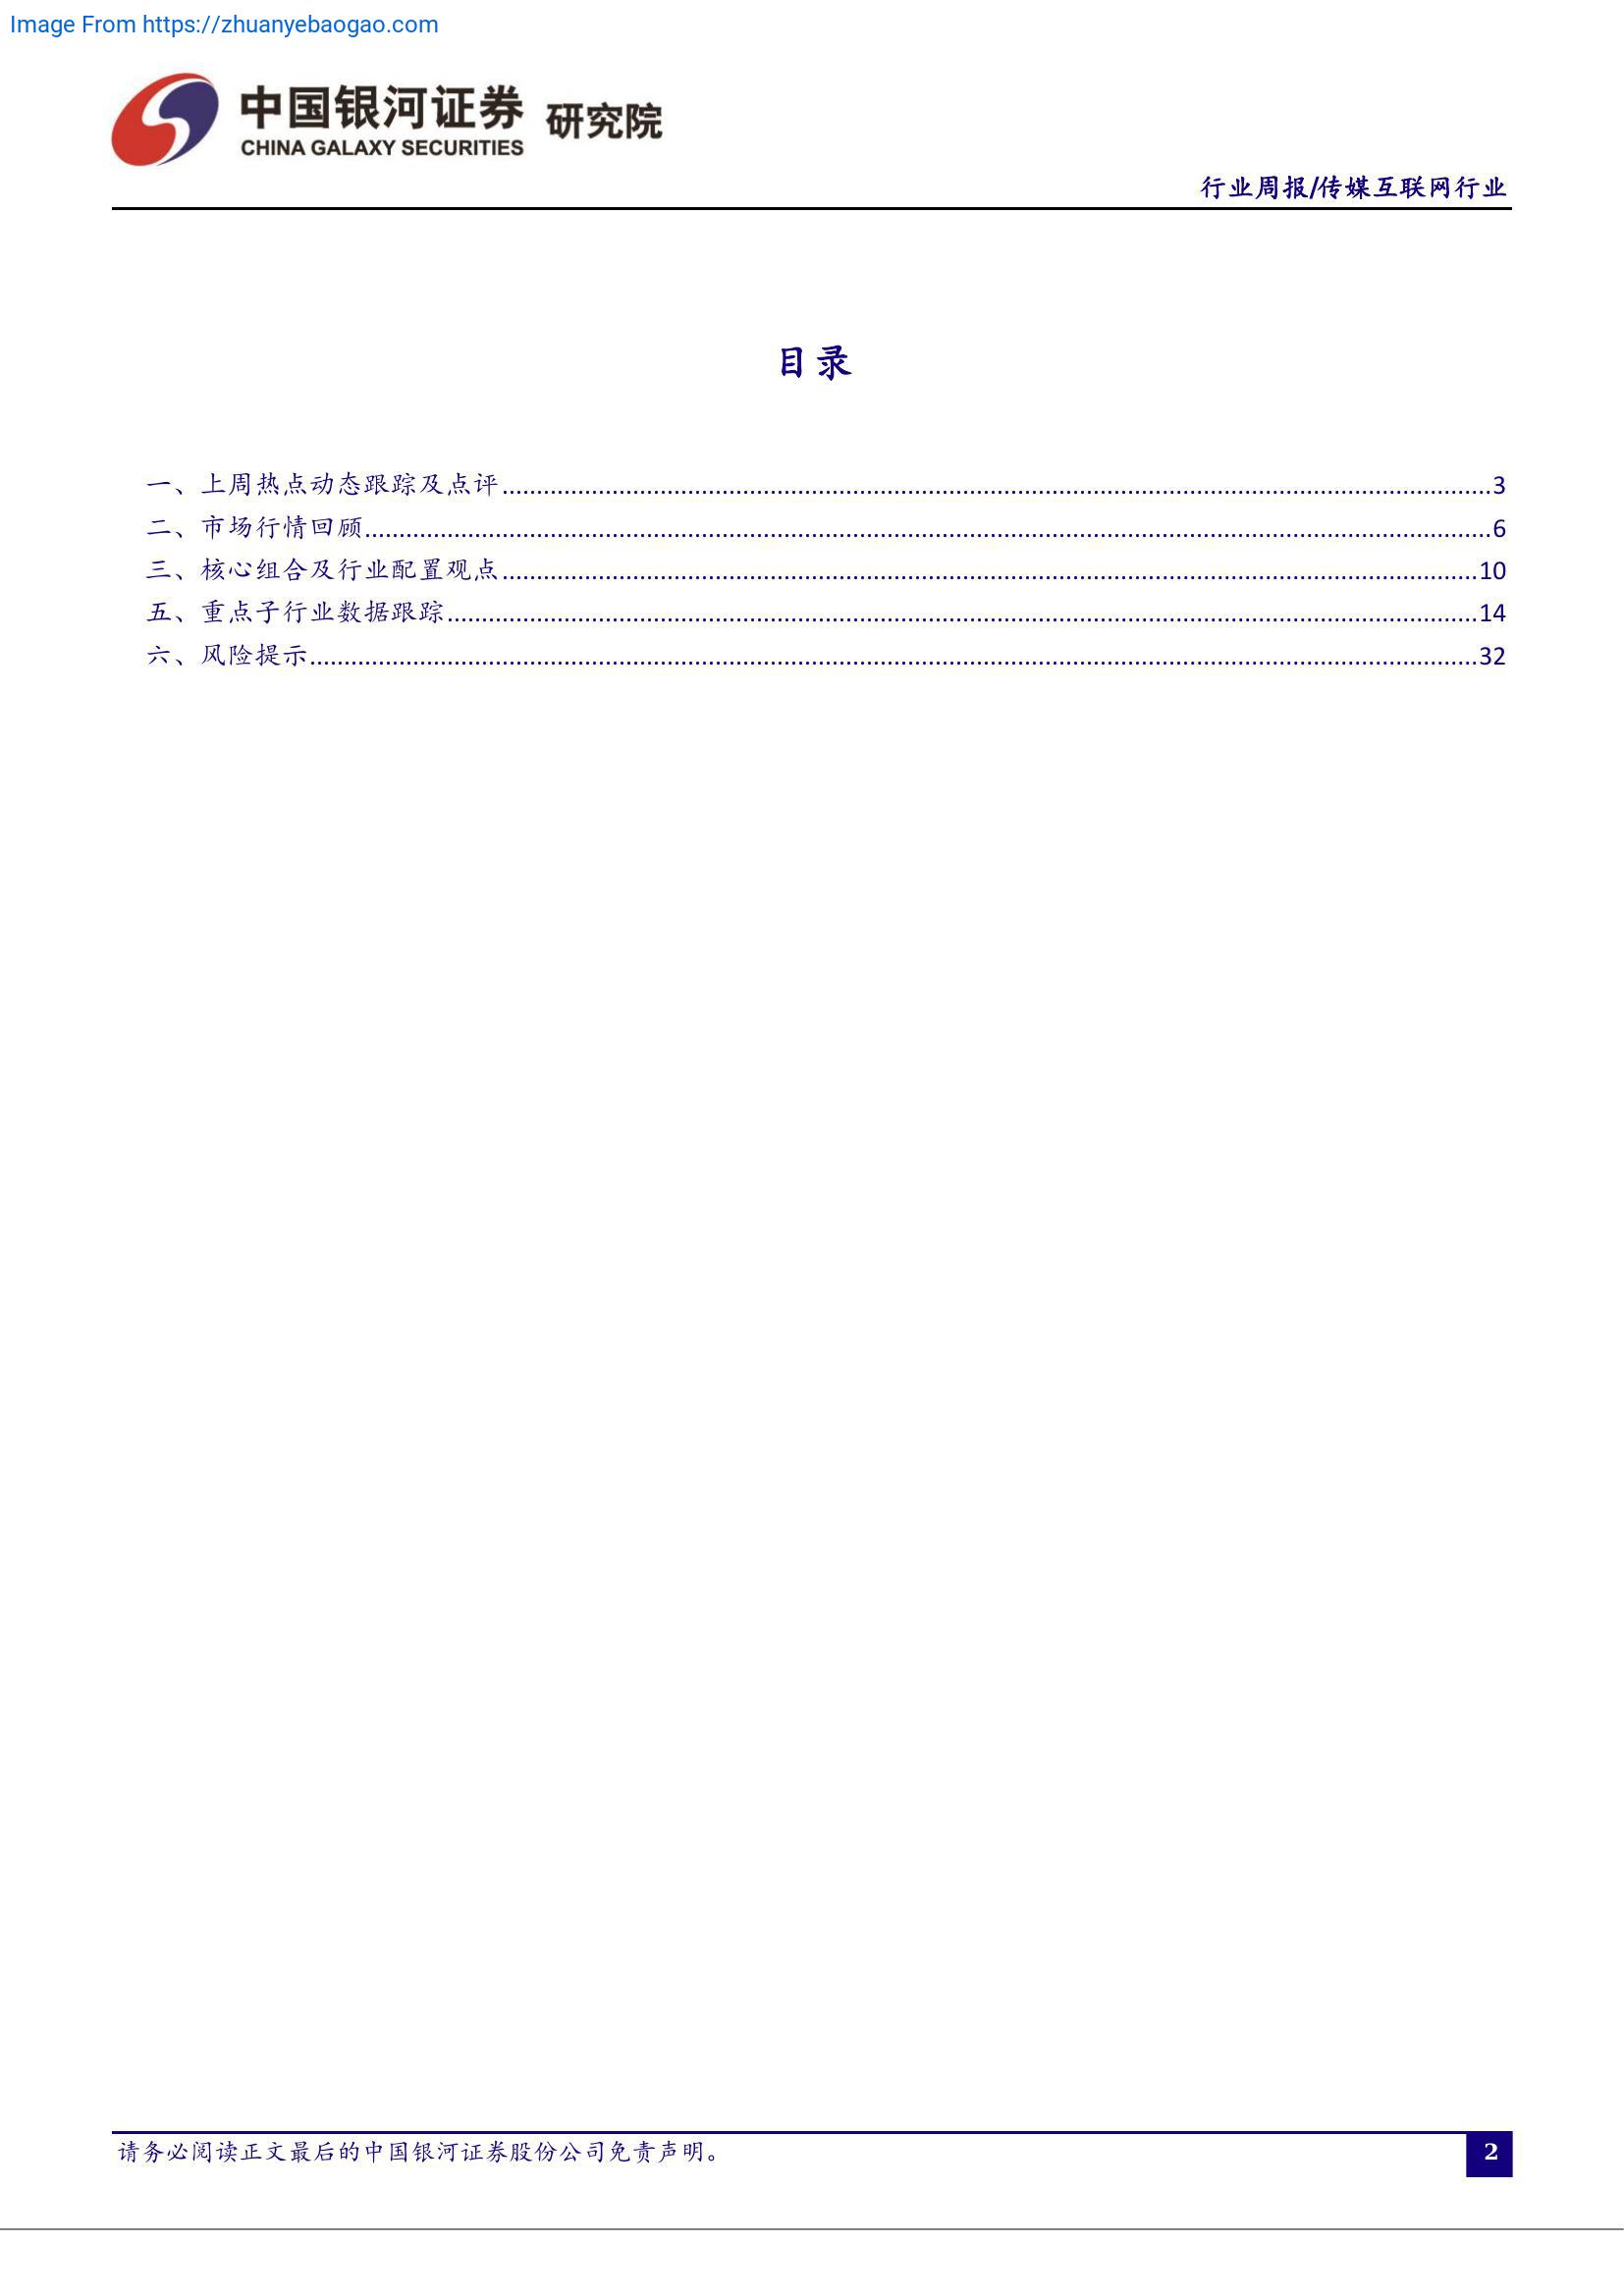 Image From https://zhuanyebaogao.com
中国银河证券 研究院
CHINA GALAXY SECURITIES
行业周报/传媒互联网行业
目录
一、上周热点动态跟踪及点评........................................3
二、市场行情回顾........................................6
三、核心组合及行业配置观点........................................10
五、重点子行业数据跟踪........................................14
六、风险提示........................................32
请务必阅读正文最后的中国银河证券股份公司免责声明。
2